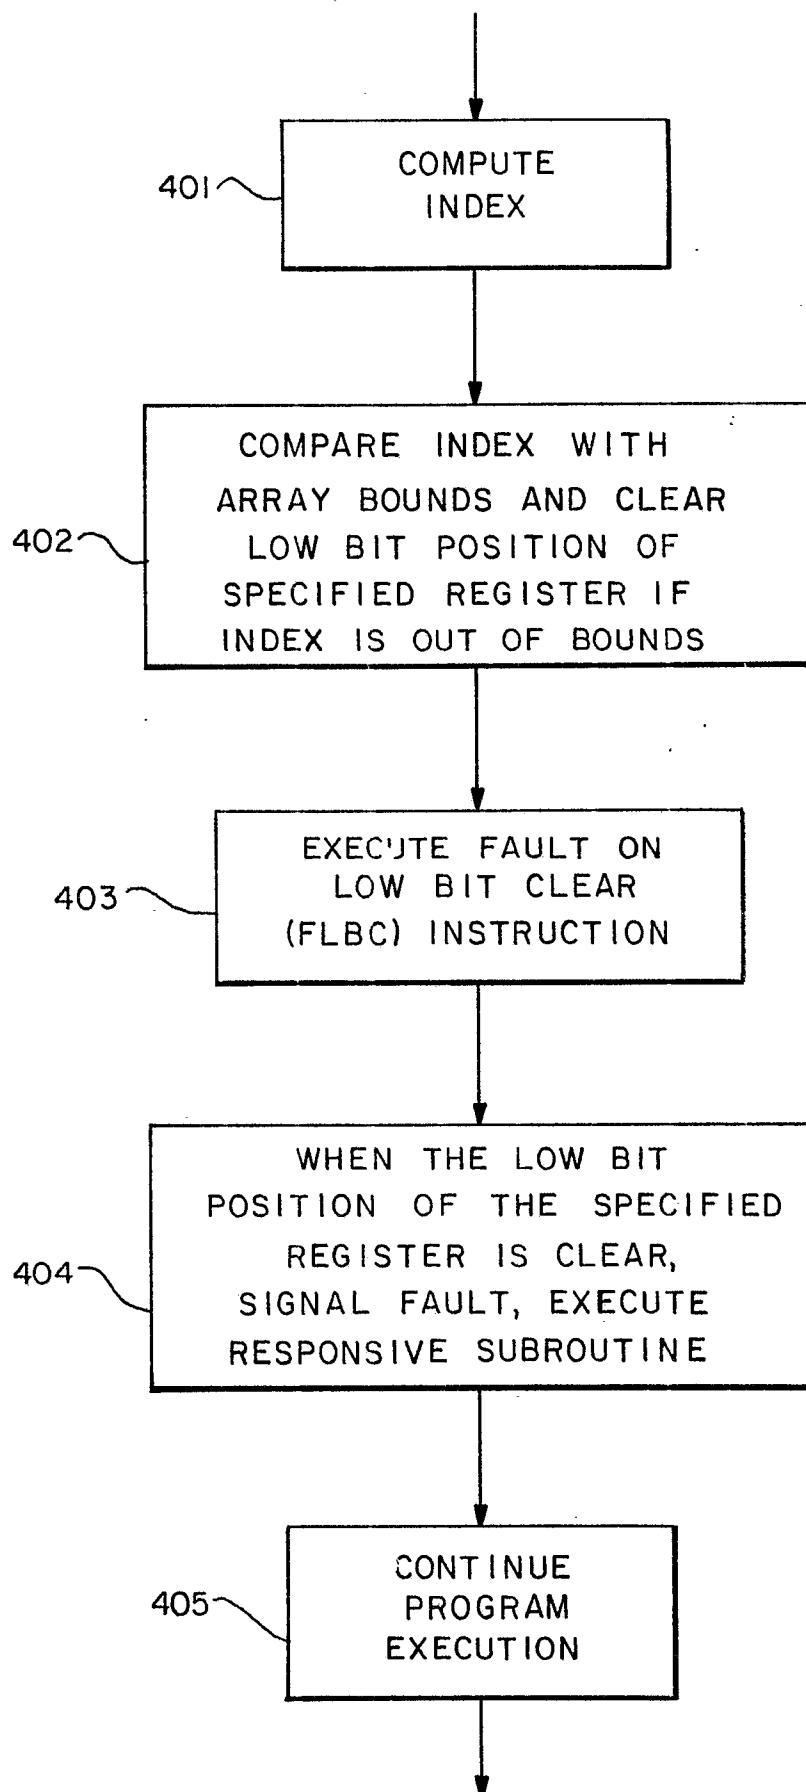 401
COMPUTE
INDEX
402
COMPARE INDEX WITH
ARRAY BOUNDS AND CLEAR
LOW BIT POSITION OF
SPECIFIED REGISTER IF
INDEX IS OUT OF BOUNDS
403
EXECUTE FAULT ON
LOW BIT CLEAR
(FLBC) INSTRUCTION
404
WHEN THE LOW BIT
POSITION OF THE SPECIFIED
REGISTER IS CLEAR,
SIGNAL FAULT, EXECUTE
RESPONSIVE SUBROUTINE
405
CONTINUE
PROGRAM
EXECUTION